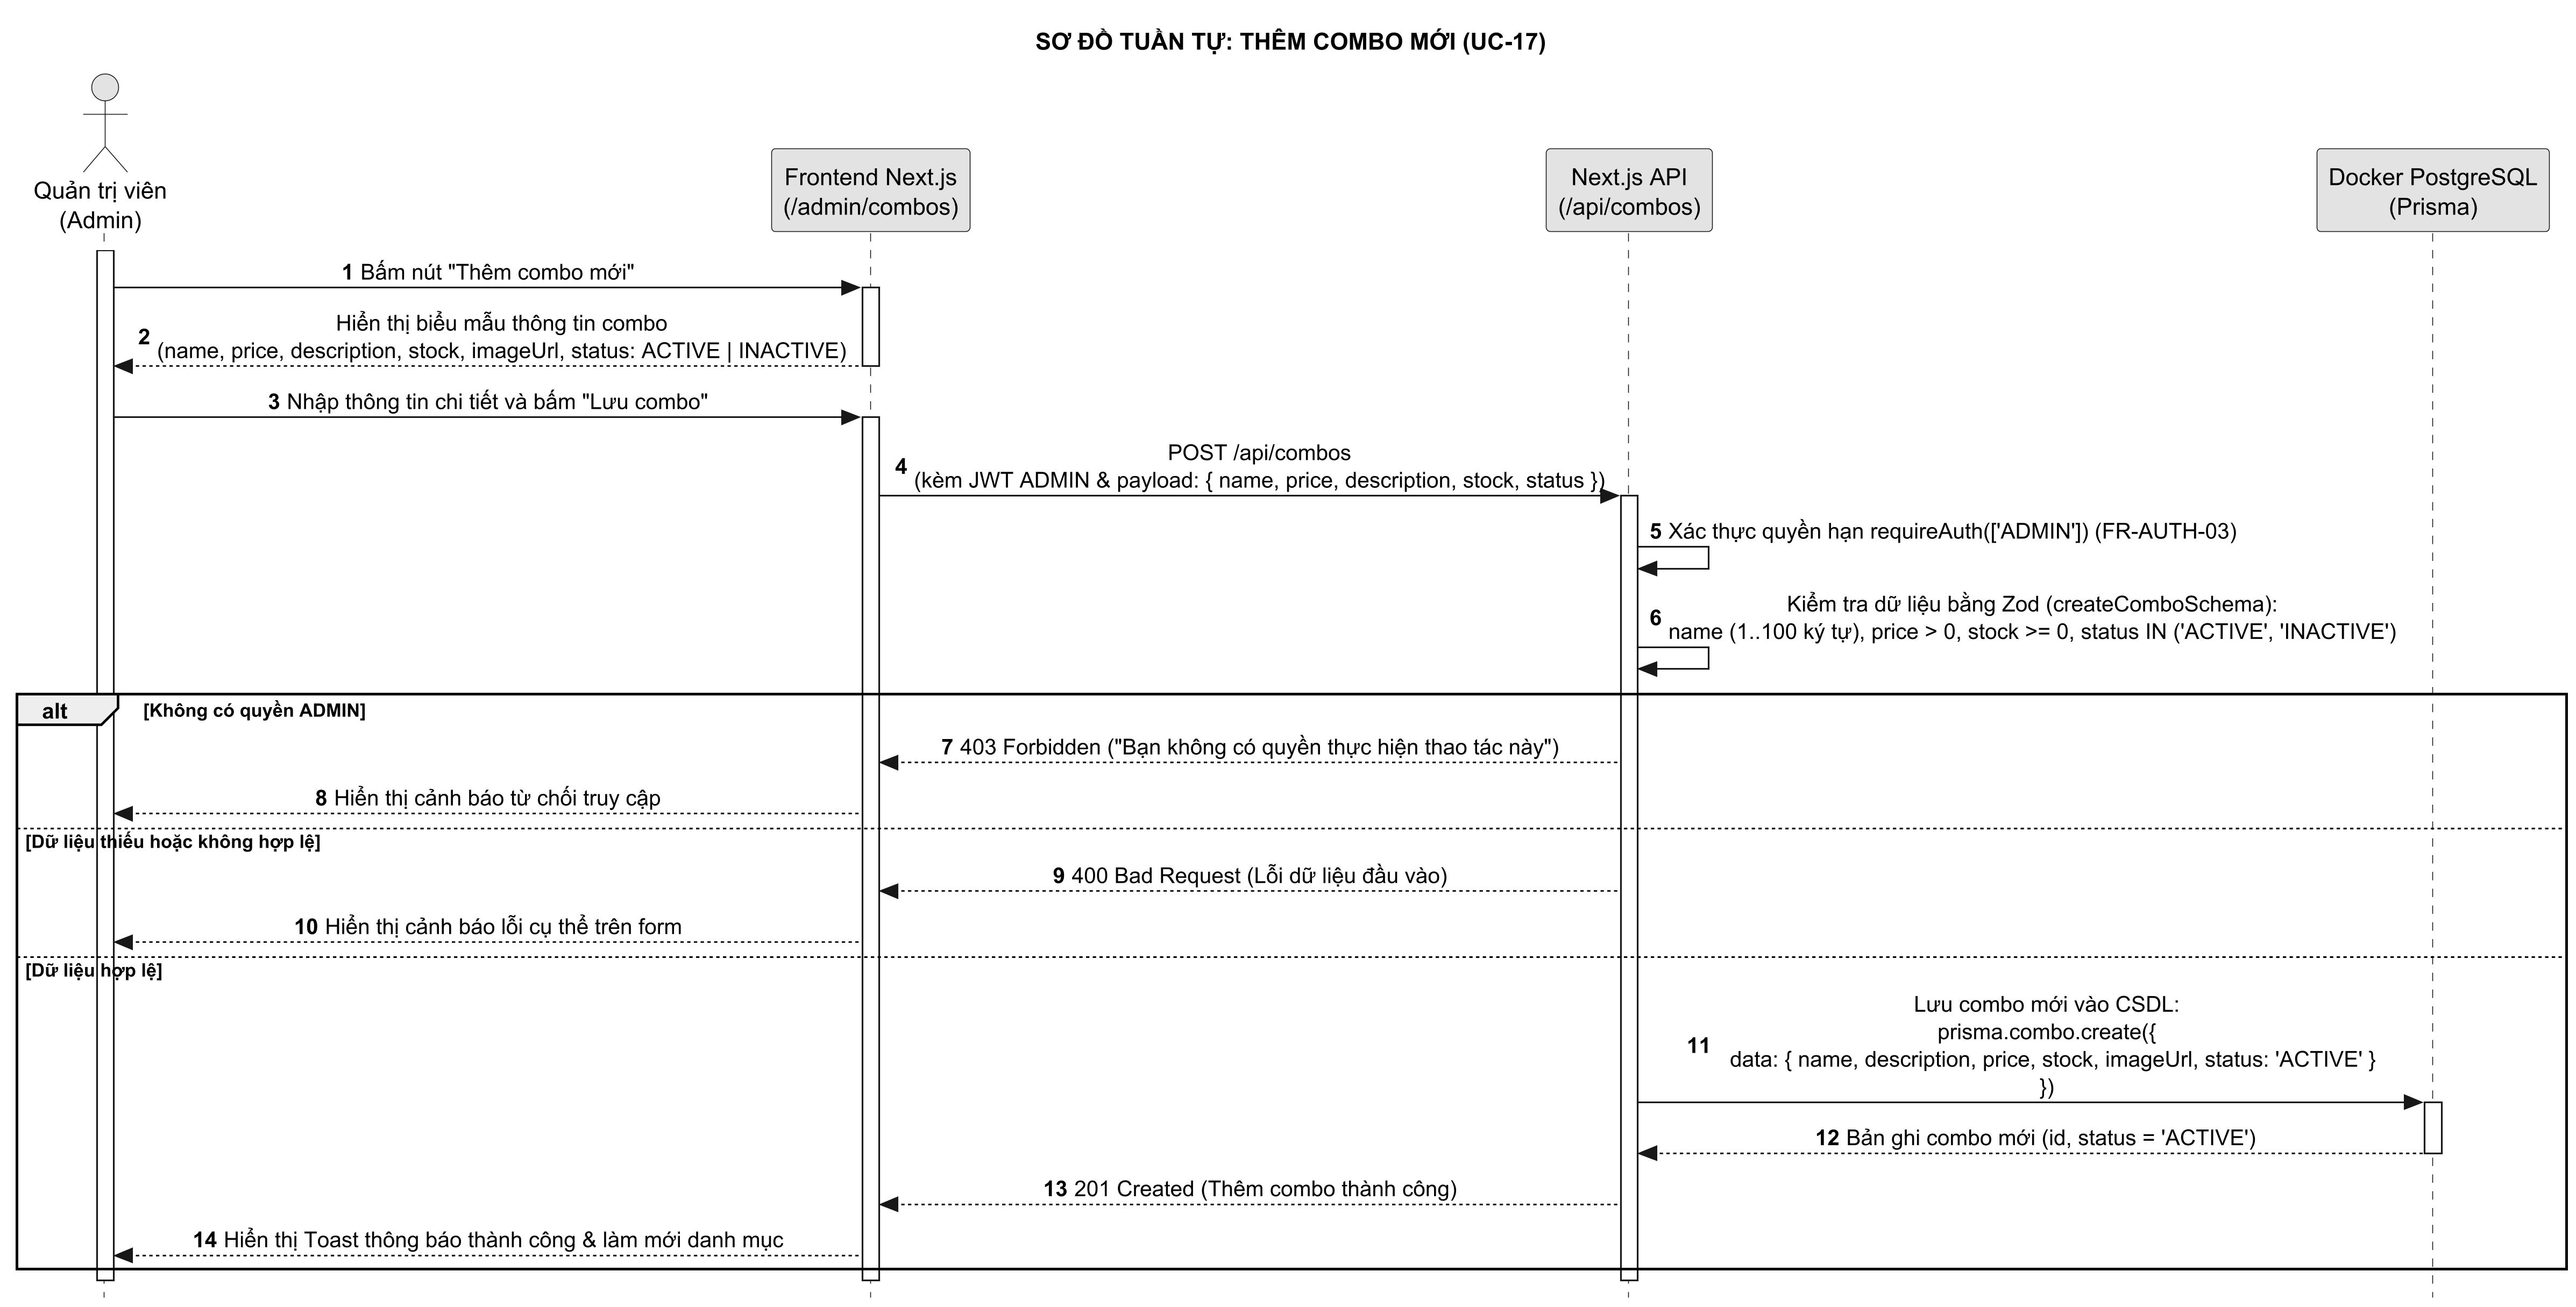 SƠ ĐỒ TUẦN TỰ: THÊM COMBO MỚI (UC-17)
Quản trị viên
(Admin)
Frontend Next.js
(/admin/combos)
Next.js API
(/api/combos)
Docker PostgreSQL
(Prisma)
1 Bấm nút "Thêm combo mới"
2
Hiển thị biểu mẫu thông tin combo
(name, price, description, stock, imageUrl, status: ACTIVE | INACTIVE)
3 Nhập thông tin chi tiết và bấm "Lưu combo"
4
POST /api/combos
(kèm JWT ADMIN & payload: { name, price, description, stock, status })
5 Xác thực quyền hạn requireAuth(['ADMIN']) (FR-AUTH-03)
6
Kiểm tra dữ liệu bằng Zod (createComboSchema):
name (1..100 ký tự), price > 0, stock >= 0, status IN ('ACTIVE', 'INACTIVE')
alt
[Không có quyền ADMIN]
7 403 Forbidden ("Bạn không có quyền thực hiện thao tác này")
8 Hiển thị cảnh báo từ chối truy cập
[Dữ liệu thiếu hoặc không hợp lệ]
9 400 Bad Request (Lỗi dữ liệu đầu vào)
10 Hiển thị cảnh báo lỗi cụ thể trên form
[Dữ liệu hợp lệ]
11
Lưu combo mới vào CSDL:
prisma.combo.create({
data: { name, description, price, stock, imageUrl, status: 'ACTIVE' }
})
12 Bản ghi combo mới (id, status = 'ACTIVE')
13 201 Created (Thêm combo thành công)
14 Hiển thị Toast thông báo thành công & làm mới danh mục